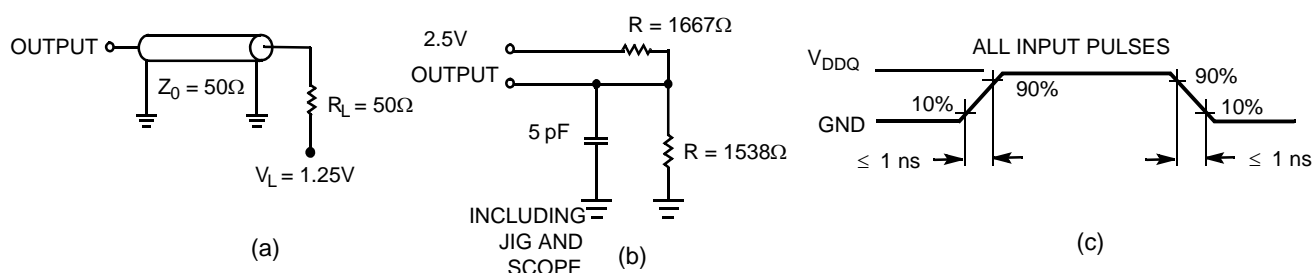 OUTPUT
Z0 = 50Ω
RL = 50Ω
VL = 1.25V
(a)
R = 1667Ω
2.5V
OUTPUT
5 pF
R = 1538Ω
INCLUDING
JIG AND
SCOPE
(b)
ALL INPUT PULSES
VDDQ
90%
90%
10%
10%
GND
≤ 1 ns
≤ 1 ns
(c)